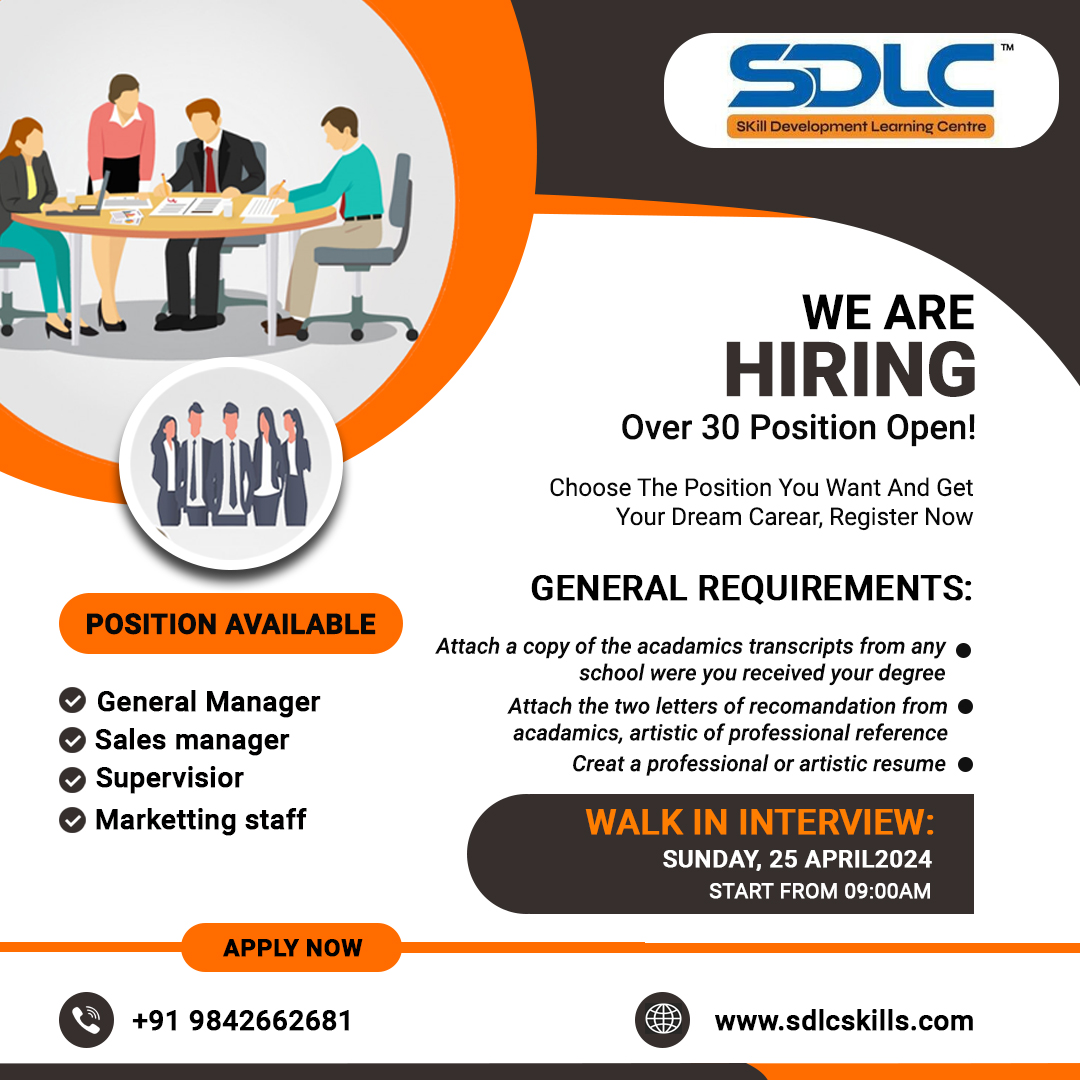 SDLC™
SKill Development Learning Centre
WE ARE
HIRING
Over 30 Position Open!
Choose The Position You Want And Get
Your Dream Carear, Register Now
GENERAL REQUIREMENTS:
Attach a copy of the acadamics transcripts from any
school were you received your degree
Attach the two letters of recomandation from
acadamics, artistic of professional reference
Creat a professional or artistic resume
POSITION AVAILABLE
General Manager
Sales manager
Supervisior
Marketting staff
WALK IN INTERVIEW:
SUNDAY, 25 APRIL2024
START FROM 09:00AM
APPLY NOW
+91 9842662681
www.sdlcskills.com